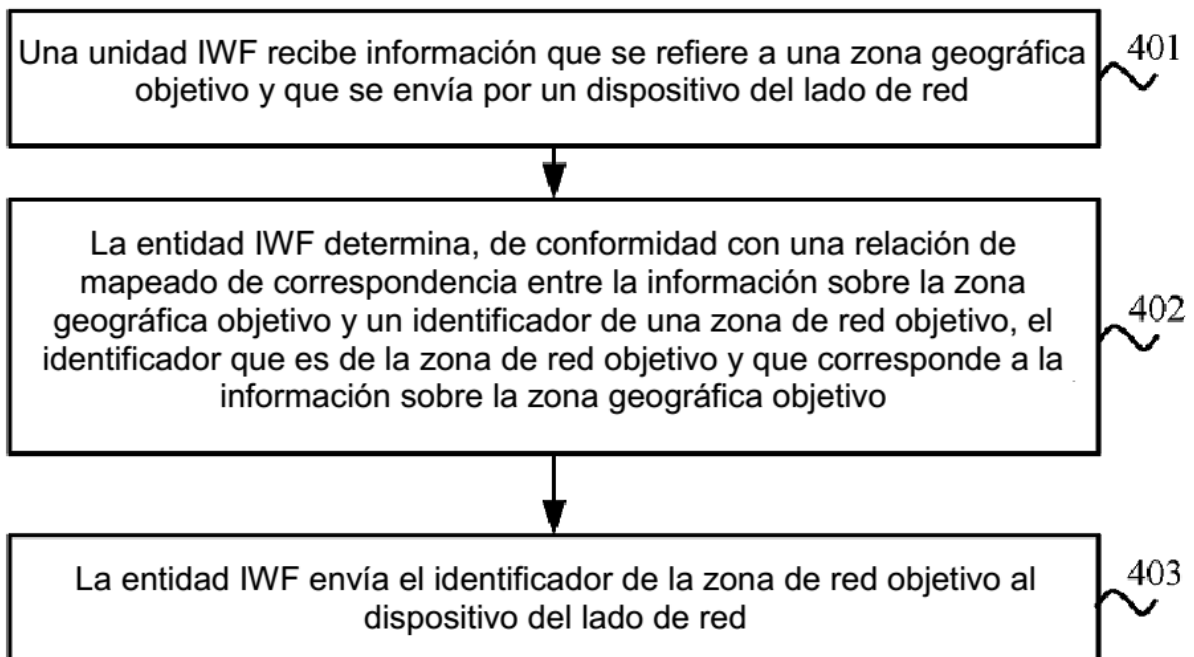 Una unidad IWF recibe información que se refiere a una zona geográfica
objetivo y que se envía por un dispositivo del lado de red
401
La entidad IWF determina, de conformidad con una relación de
mapeado de correspondencia entre la información sobre la zona
geográfica objetivo y un identificador de una zona de red objetivo, el
identificador que es de la zona de red objetivo y que corresponde a la
información sobre la zona geográfica objetivo
402
La entidad IWF envía el identificador de la zona de red objetivo al
dispositivo del lado de red
403